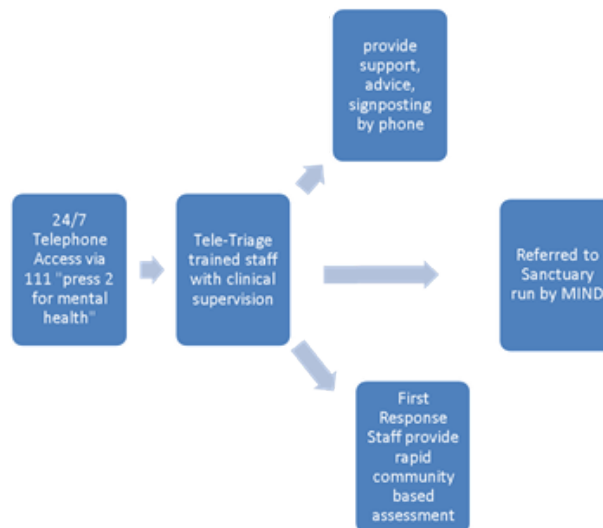 provide
support,
advice,
signposting
by phone
24/7
Telephone
Access via
111 "press 2
for mental
health"
Tele-Triage
trained staff
with clinical
supervision
Referred to
Sanctuary
run by MIND
First
Response
Staff provide
rapid
community
based
assessment